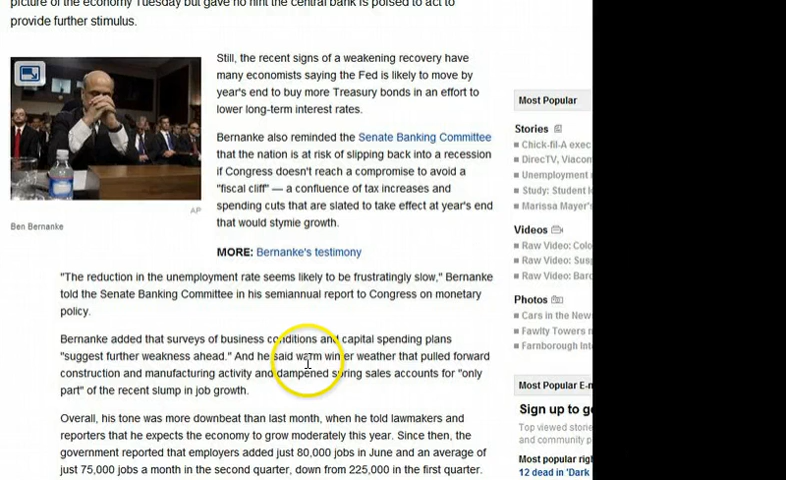 picture of the economy Tuesday but gave no hint the central bank is poised to act to
provide further stimulus.
Still, the recent signs of a weakening recovery have
many economists saying the Fed is likely to move by
year's end to buy more Treasury bonds in an effort to
lower long-term interest rates.
Bernanke also reminded the Senate Banking Committee
that the nation is at risk of slipping back into a recession
if Congress doesn't reach a compromise to avoid a
"fiscal cliff" — a confluence of tax increases and
spending cuts that are slated to take effect at year's end
that would stymie growth.
AP
Ben Bernanke
MORE: Bernanke's testimony
"The reduction in the unemployment rate seems likely to be frustratingly slow," Bernanke
told the Senate Banking Committee in his semiannual report to Congress on monetary
policy.
Bernanke added that surveys of business conditions and capital spending plans
"suggest further weakness ahead." And he said warm winter weather that pulled forward
construction and manufacturing activity and dampened spring sales accounts for "only
part" of the recent slump in job growth.
Overall, his tone was more downbeat than last month, when he told lawmakers and
reporters that he expects the economy to grow moderately this year. Since then, the
government reported that employers added just 80,000 jobs in June and an average of
just 75,000 jobs a month in the second quarter, down from 225,000 in the first quarter.
Most Popular
Stories
Chick-fil-A exec
DirecTV, Viacon
Unemployment
Study: Student l
Marissa Mayer'
Videos
Raw Video: Colo
Raw Video: Sus
Raw Video: Bar
Photos
Cars in the New
Fawlty Towers
Farnborough Int
Most Popular E-
Sign up to g
Top viewed storie
and community p
Most popular rig
12 dead in 'Dark